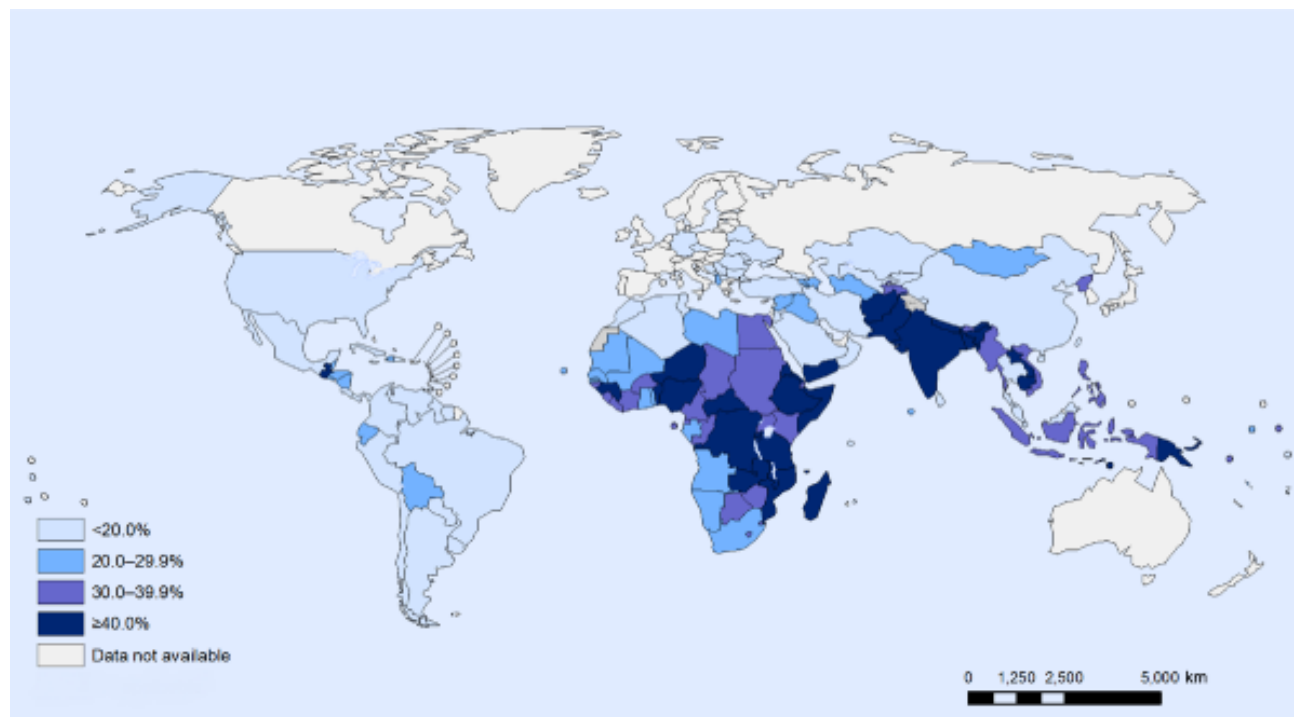 <20.0%
20.0–29.9%
30.0–39.9%
≥40.0%
Data not available
0 1,250 2,500 5,000 km